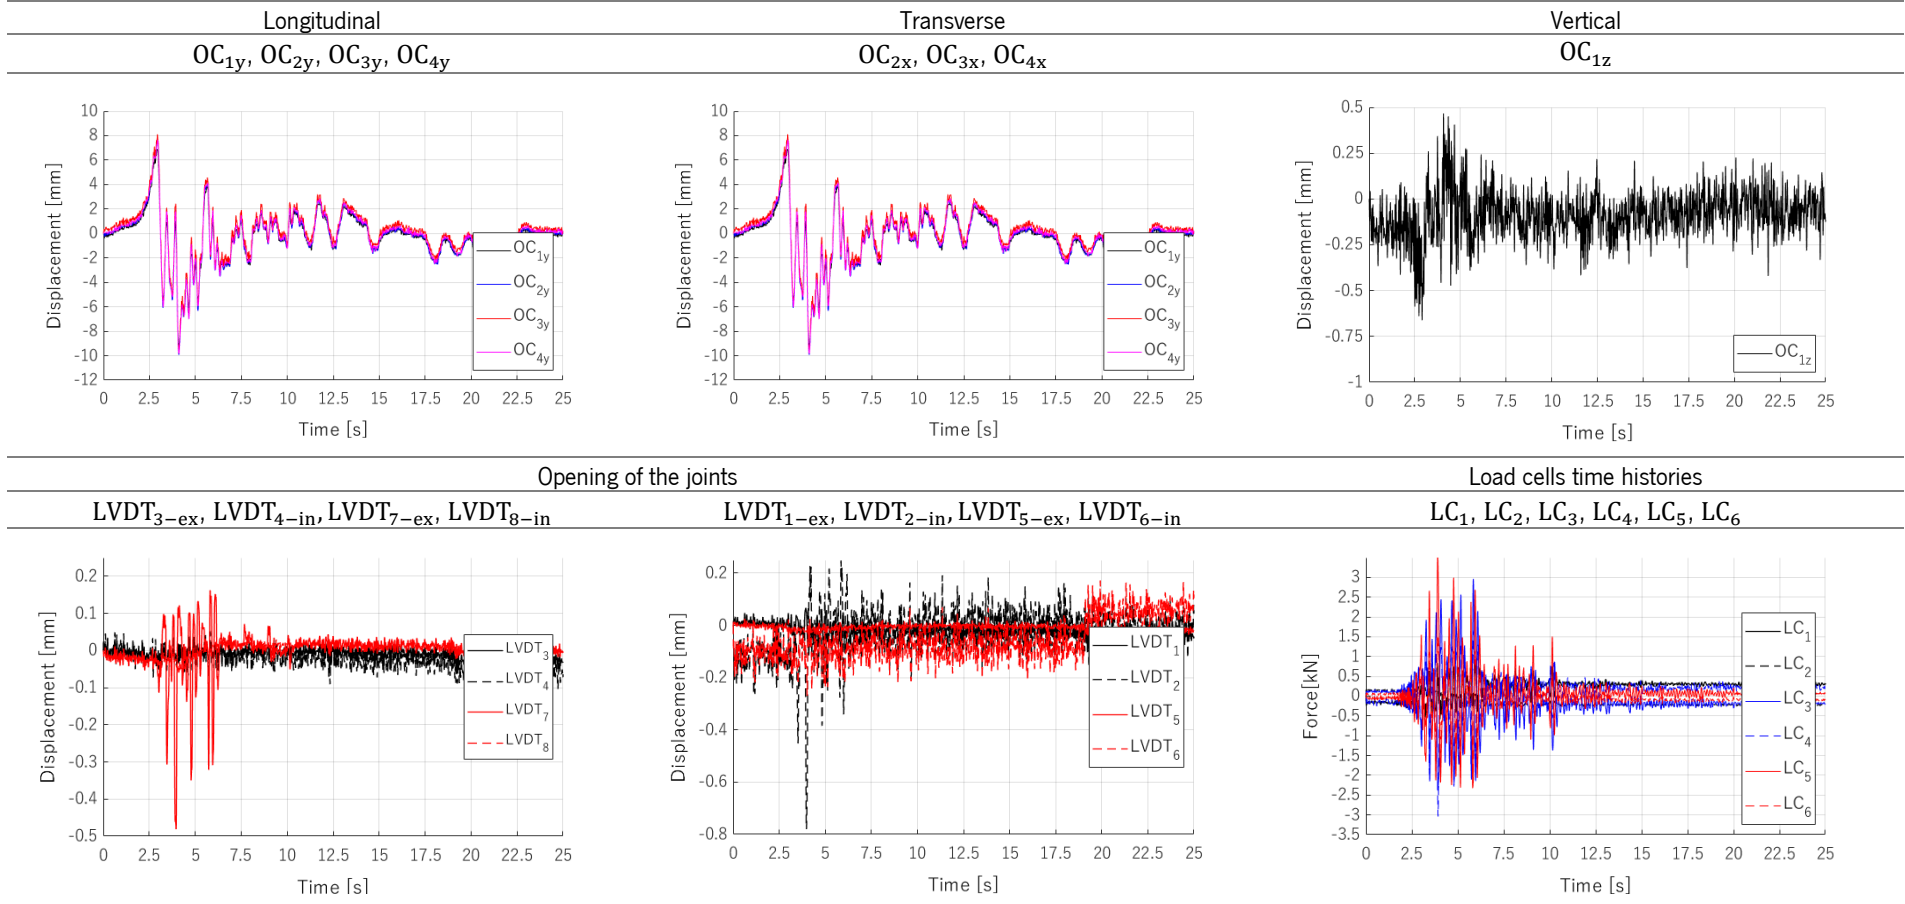 Longitudinal Transverse Vertical
OC1y, OC2y, OC3y, OC4y OC2x, OC3x, OC4x OC1z
Displacement [mm]
10
8
6
4
2
0
-2
-4
-6
-8
-10
-12
OC1y
OC2y
OC3y
OC4y
0 2.5 5 7.5 10 12.5 15 17.5 20 22.5 25
Time [s]
Displacement [mm]
10
8
6
4
2
0
-2
-4
-6
-8
-10
-12
OC1y
OC2y
OC3y
OC4y
0 2.5 5 7.5 10 12.5 15 17.5 20 22.5 25
Time [s]
Displacement [mm]
0.5
0.25
0
-0.25
-0.5
-0.75
-1
OC1z
0 2.5 5 7.5 10 12.5 15 17.5 20 22.5 25
Time [s]
Opening of the joints Load cells time histories
LVDT3−ex, LVDT4−in, LVDT7−ex, LVDT8−in LVDT1−ex, LVDT2−in, LVDT5−ex, LVDT6−in LC1, LC2, LC3, LC4, LC5, LC6
Displacement [mm]
0.2
0.1
0
-0.1
-0.2
-0.3
-0.4
-0.5
LVDT3
LVDT4
LVDT7
LVDT8
0 2.5 5 7.5 10 12.5 15 17.5 20 22.5 25
Time [s]
Displacement [mm]
0.2
0
-0.2
-0.4
-0.6
-0.8
LVDT1
LVDT2
LVDT5
LVDT6
0 2.5 5 7.5 10 12.5 15 17.5 20 22.5 25
Time [s]
Force[kN]
3
2.5
2
1.5
1
0.5
0
-0.5
-1
-1.5
-2
-2.5
-3
-3.5
LC1
LC2
LC3
LC4
LC5
LC6
0 2.5 5 7.5 10 12.5 15 17.5 20 22.5 25
Time [s]